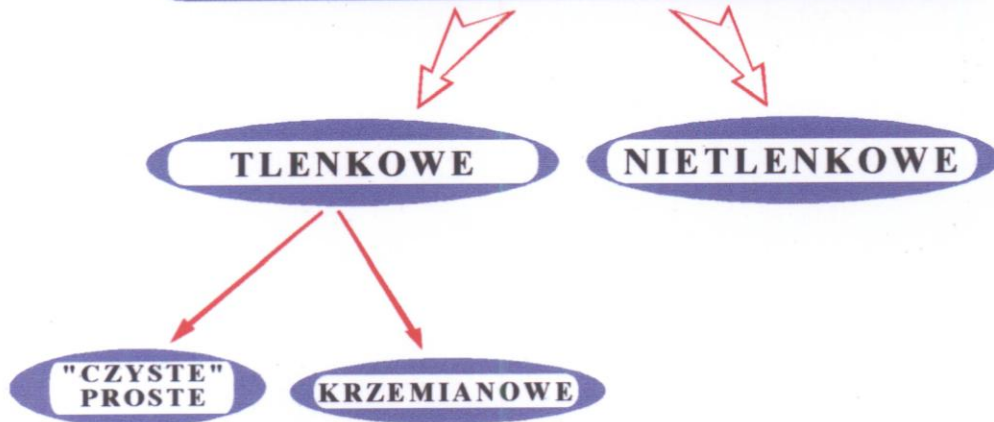 TLENKOWE
NIETLENKOWE
"CZYSTE"
PROSTE
KRZEMIANOWE